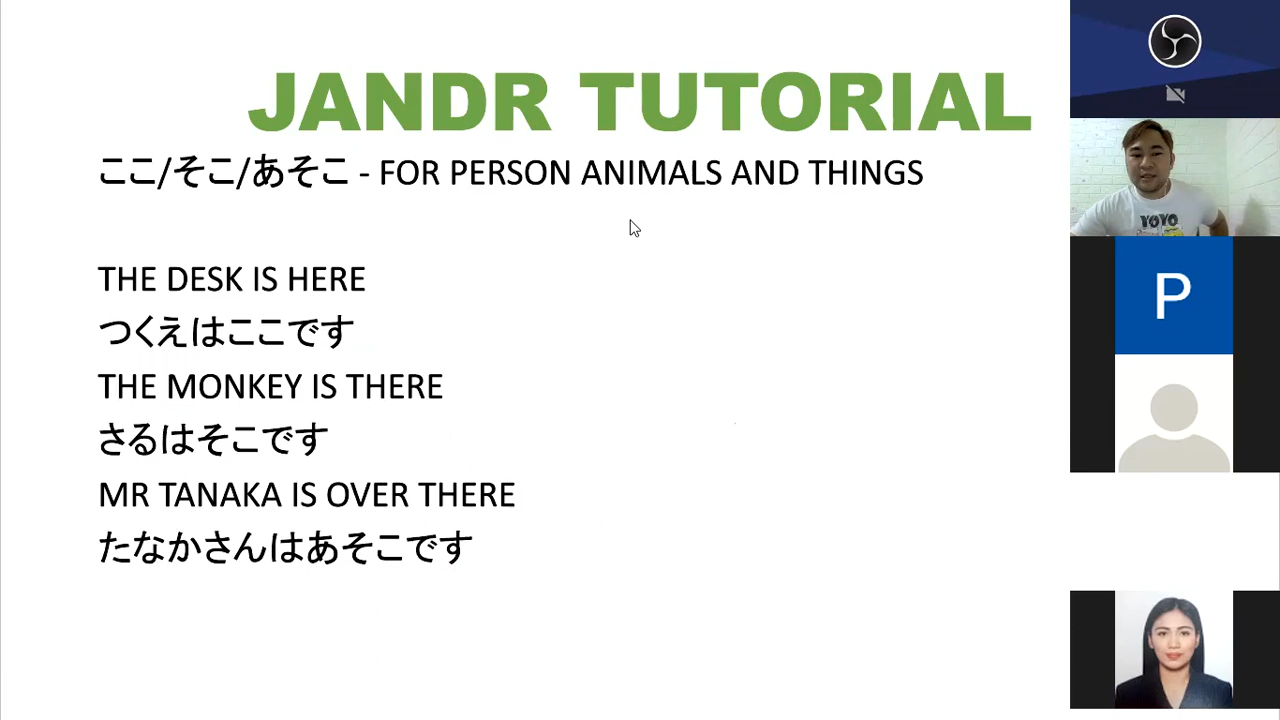 JANDR TUTORIAL
ここ/そこ/あそこ - FOR PERSON ANIMALS AND THINGS
THE DESK IS HERE
つくえはここです
THE MONKEY IS THERE
さるはそこです
MR TANAKA IS OVER THERE
たなかさんはあそこです
YOYO
P